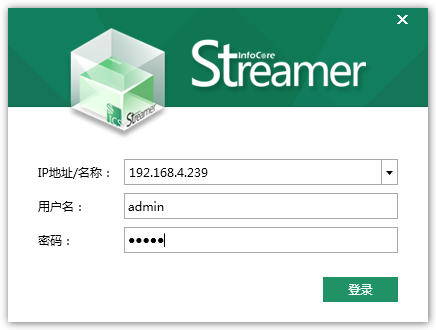 InfoCore
Streamer
STCS
Streamer
IP地址/名称：
192.168.4.239
用户名：
admin
密码：
●●●●●
登录